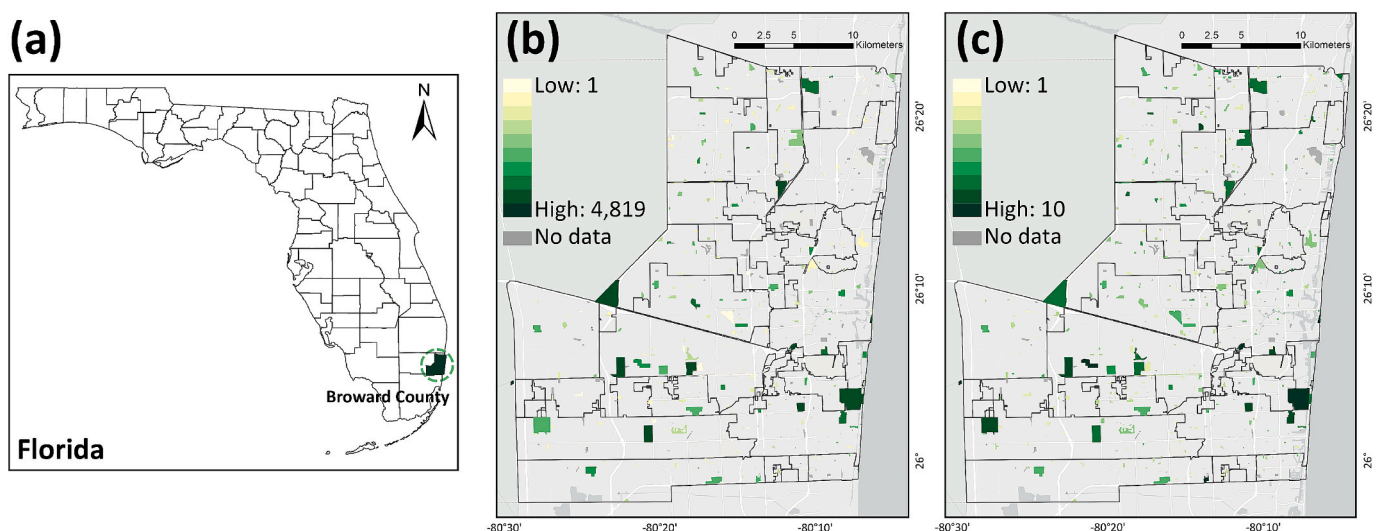 (a)
N
Broward County
Florida
(b)
0 2.5 5 10
Kilometers
Low: 1
High: 4,819
No data
26°20'
26°10'
26°
-80°30' -80°20' -80°10'
(c)
0 2.5 5 10
Kilometers
Low: 1
High: 10
No data
26°20'
26°10'
26°
-80°30' -80°20' -80°10'